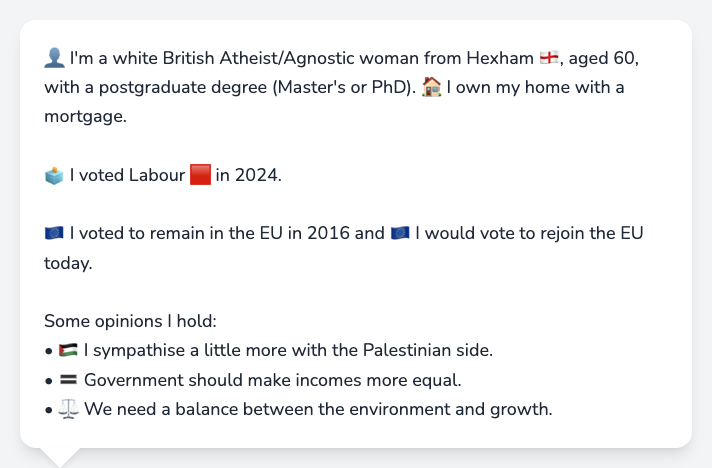 👤 I'm a white British Atheist/Agnostic woman from Hexham 🏴󠁧󠁢󠁥󠁮󠁧󠁿, aged 60,
with a postgraduate degree (Master's or PhD). 🏠 I own my home with a
mortgage.
🗳️ I voted Labour 🟥 in 2024.
🇪🇺 I voted to remain in the EU in 2016 and 🇪🇺 I would vote to rejoin the EU
today.
Some opinions I hold:
• 🇵🇸 I sympathise a little more with the Palestinian side.
• 🟰 Government should make incomes more equal.
• ⚖️ We need a balance between the environment and growth.